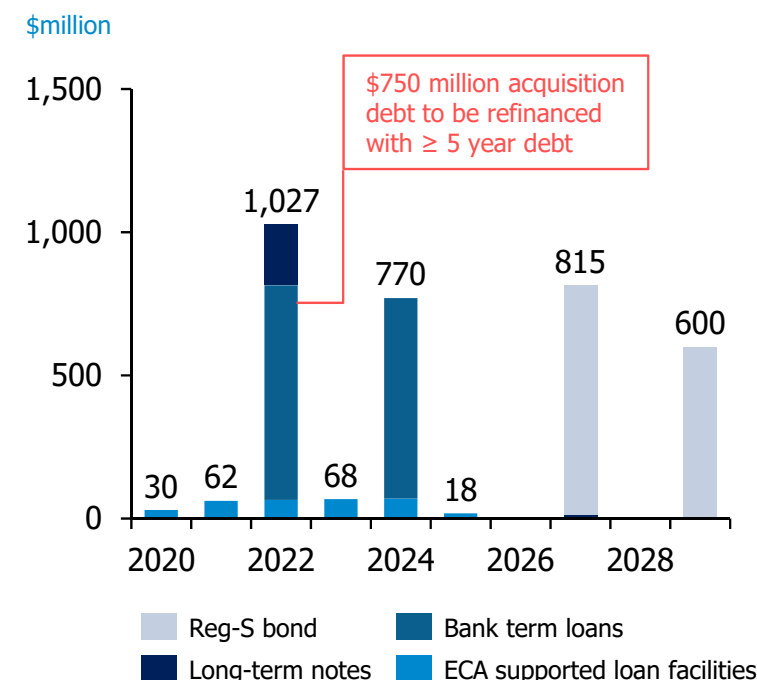 $million
$750 million acquisition
debt to be refinanced
with ≥ 5 year debt
1,500
1,000
500
0
30
62
1,027
68
770
18
815
600
2020
2022
2024
2026
2028
Reg-S bond
Bank term loans
Long-term notes
ECA supported loan facilities